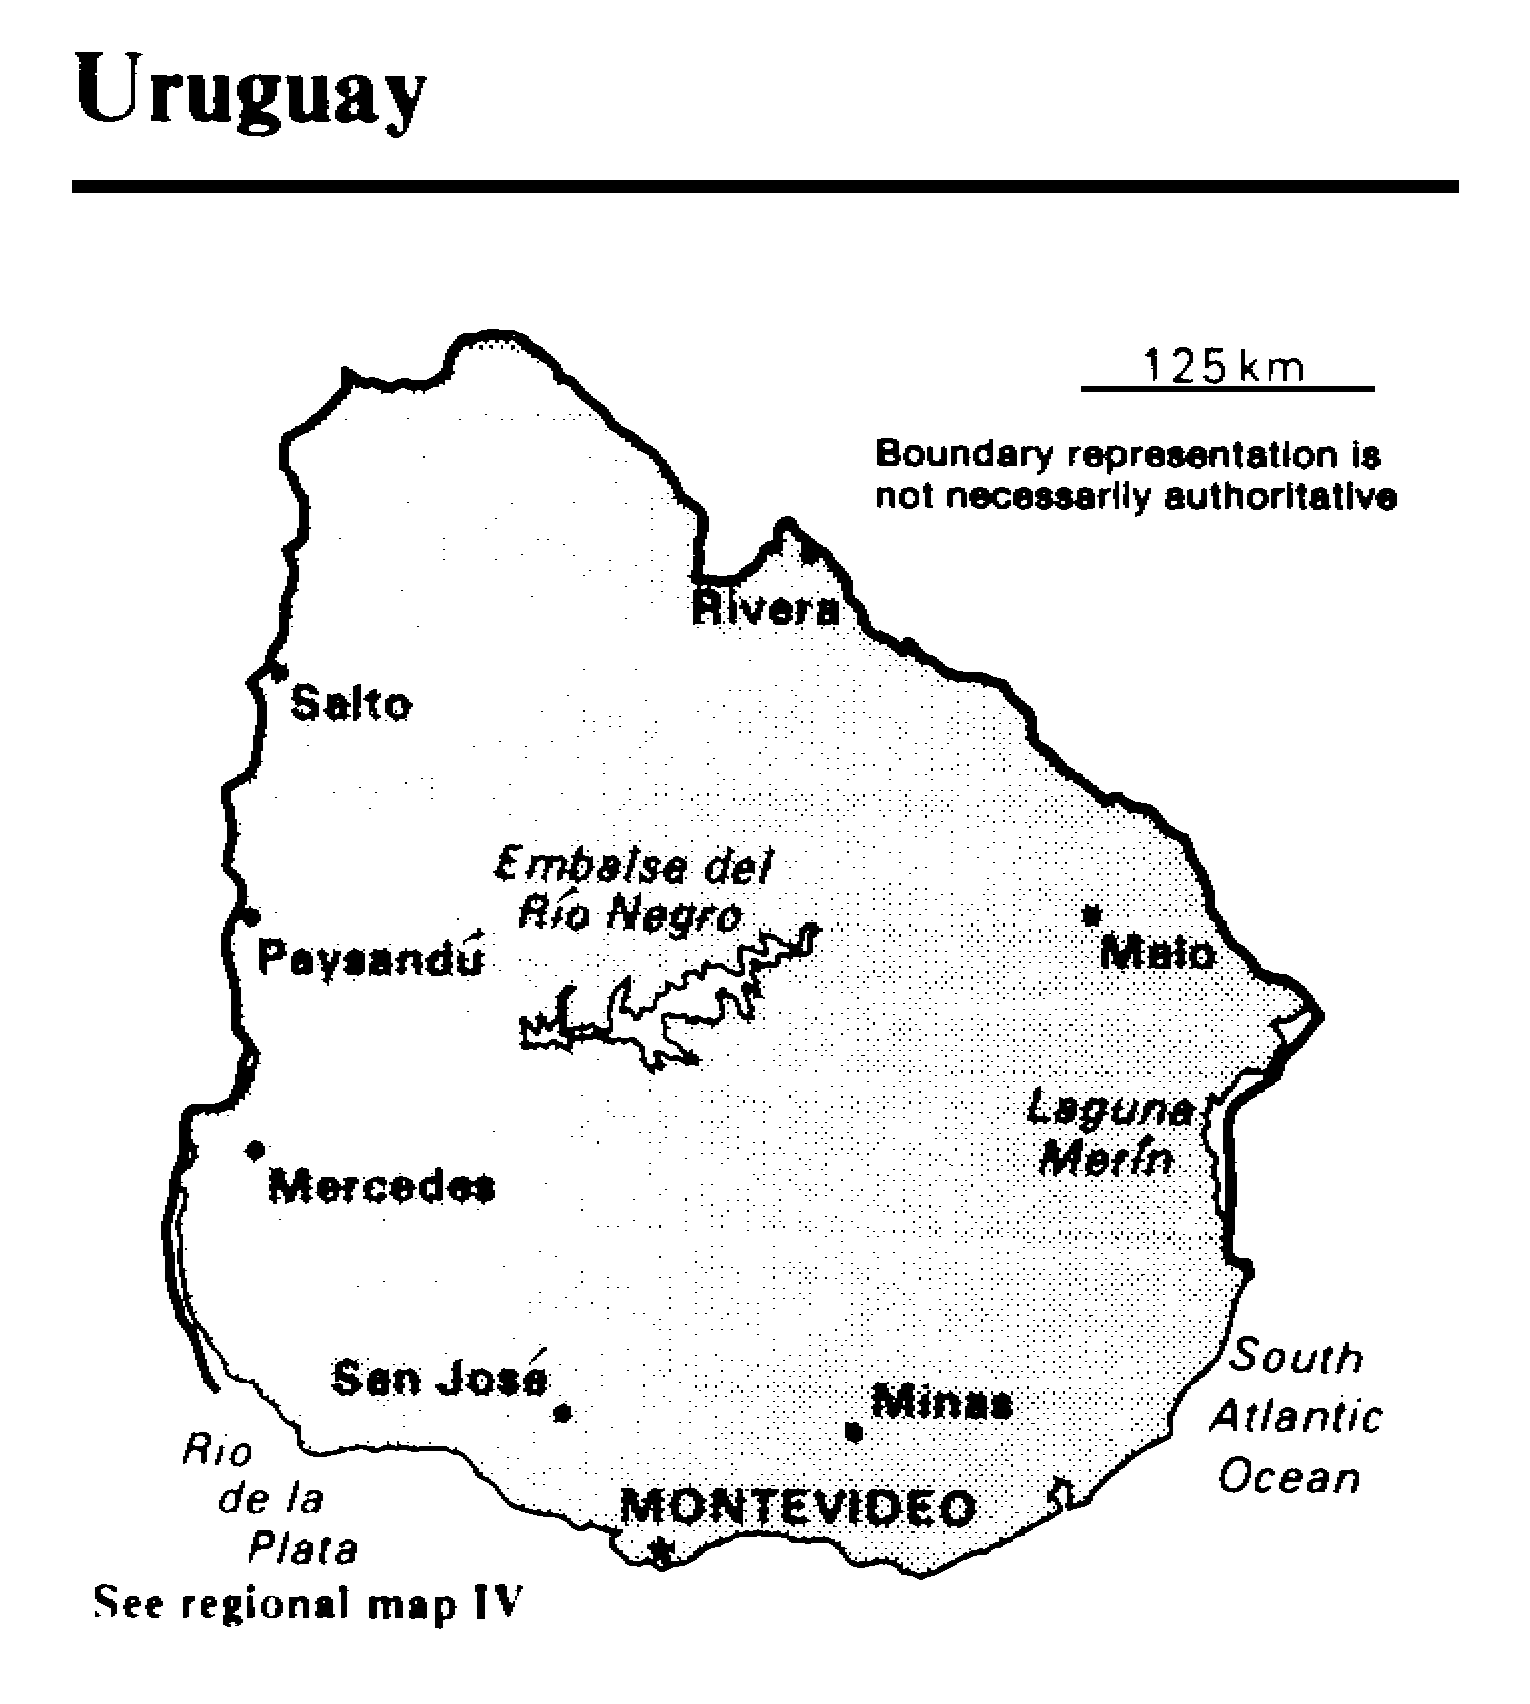 Uruguay
125 km
Boundary representation is
not necessarily authoritative
Rivera
Salto
Embalse del
Río Negro
Paysandú
Melo
Laguna
Merín
Mercedes
San José
Minas
South
Atlantic
Ocean
MONTEVIDEO
Rio
de la
Plata
See regional map IV